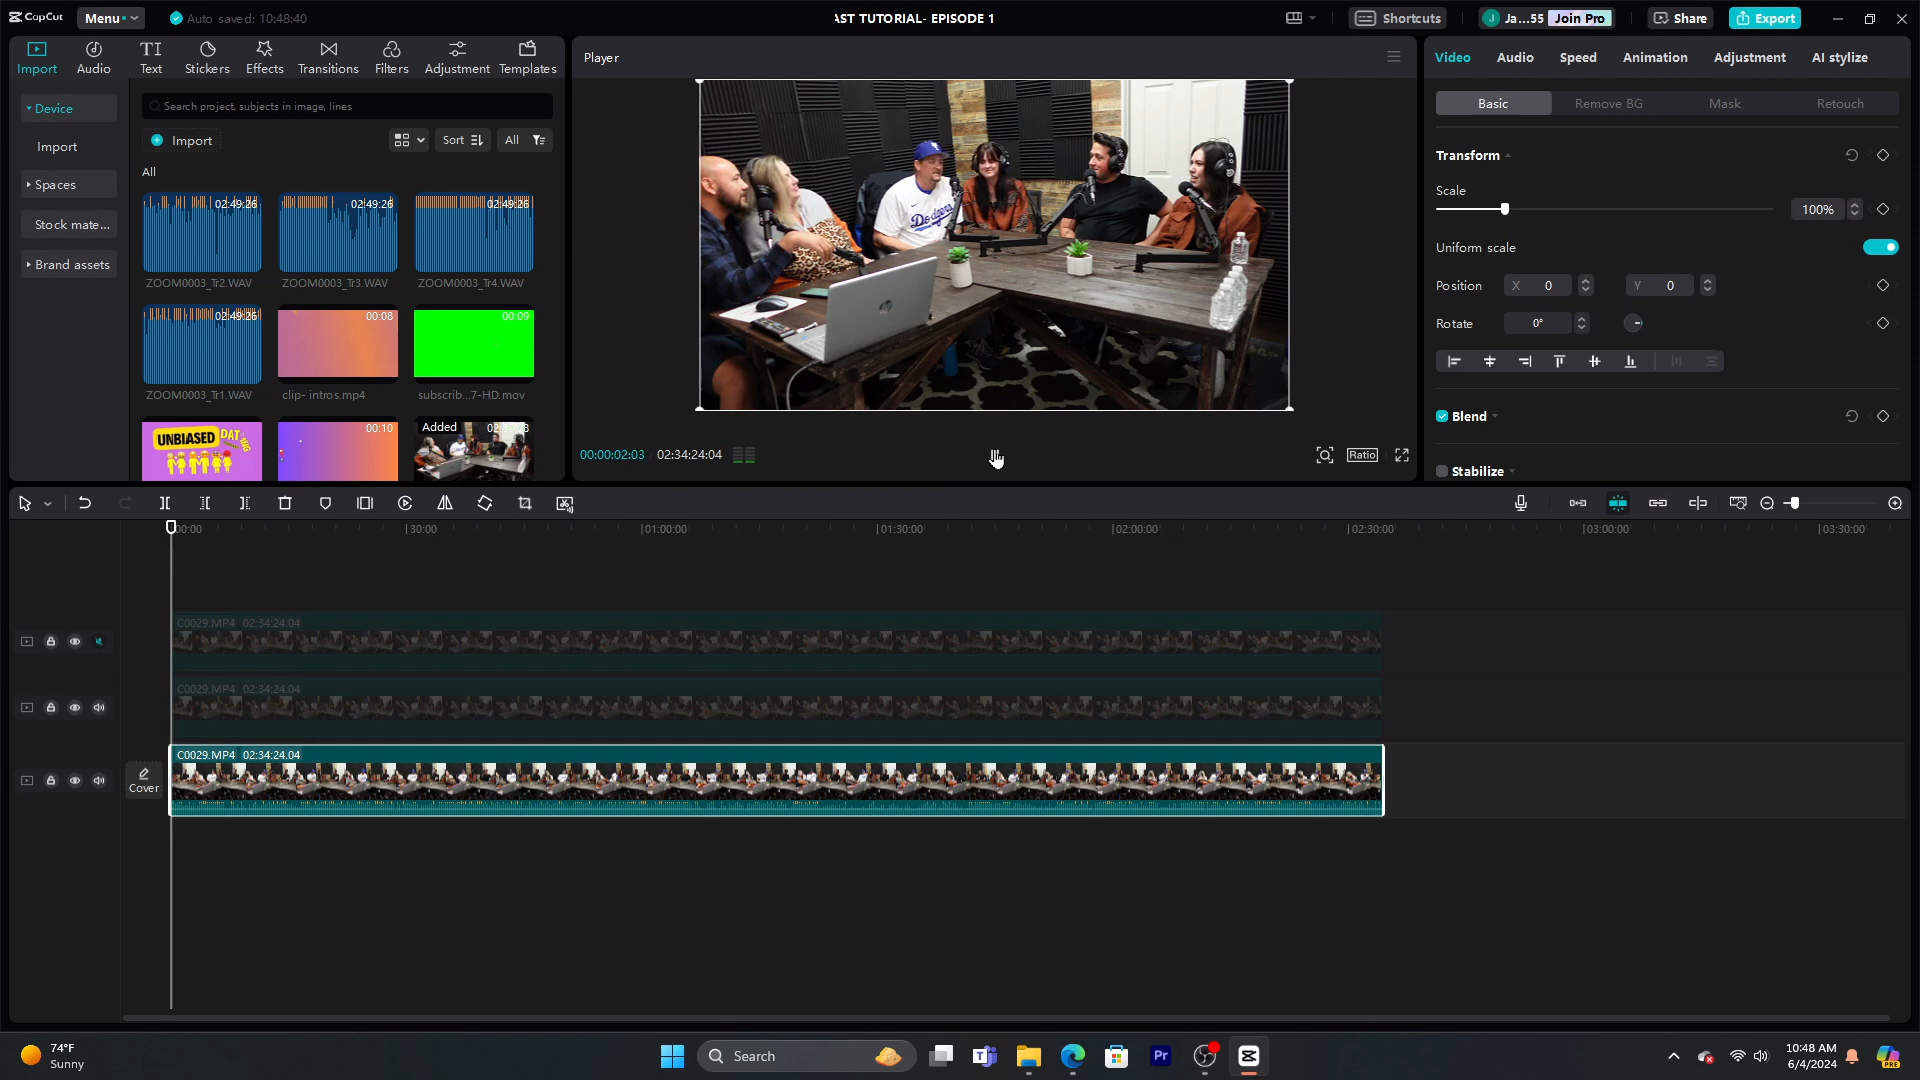 CapCut
Menu
Auto saved: 10:48:40
AST TUTORIAL- EPISODE 1
Shortcuts
J
Ja...55
Join Pro
Share
Export
Import
Audio
Text
Stickers
Effects
Transitions
Filters
Adjustment
Templates
Device
Import
Spaces
Stock mate...
Brand assets
Search project, subjects in image, lines
Import
Sort
All
All
02:49:26
02:49:26
02:49:26
ZOOM0003_Tr2.WAV
ZOOM0003_Tr3.WAV
ZOOM0003_Tr4.WAV
02:49:26
00:08
00:09
ZOOM0003_Tr1.WAV
clip- intros.mp4
subscrib...7-HD.mov
UNBIASED
00:10
Added
Player
Dodgers
hp
00:00:02:03
02:34:24:04
Ratio
Video
Audio
Speed
Animation
Adjustment
AI stylize
Basic
Remove BG
Mask
Retouch
Transform
Scale
100%
Uniform scale
Position
X 0
Y 0
Rotate
0°
Blend
Stabilize
00:00
30:00
01:00:00
01:30:00
02:00:00
02:30:00
03:00:00
03:30:00
C0029.MP4 02:34:24:04
C0029.MP4 02:34:24:04
C0029.MP4 02:34:24:04
Cover
74°F
Sunny
Search
Pr
10:48 AM
6/4/2024
PRE